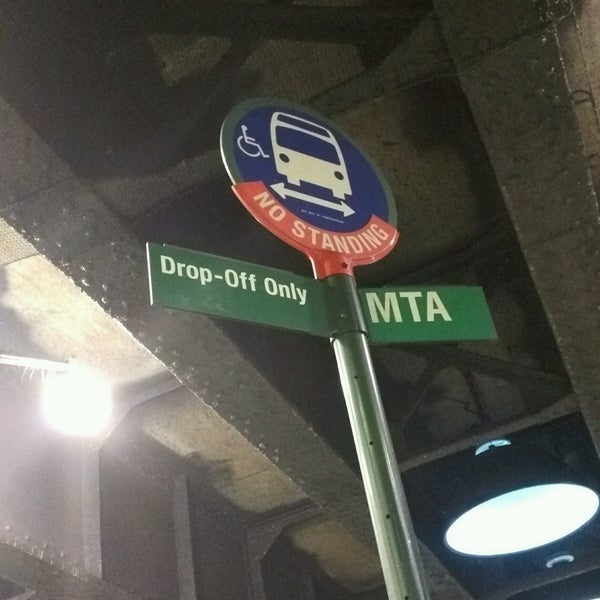 NO STANDING
Drop-Off Only
MTA